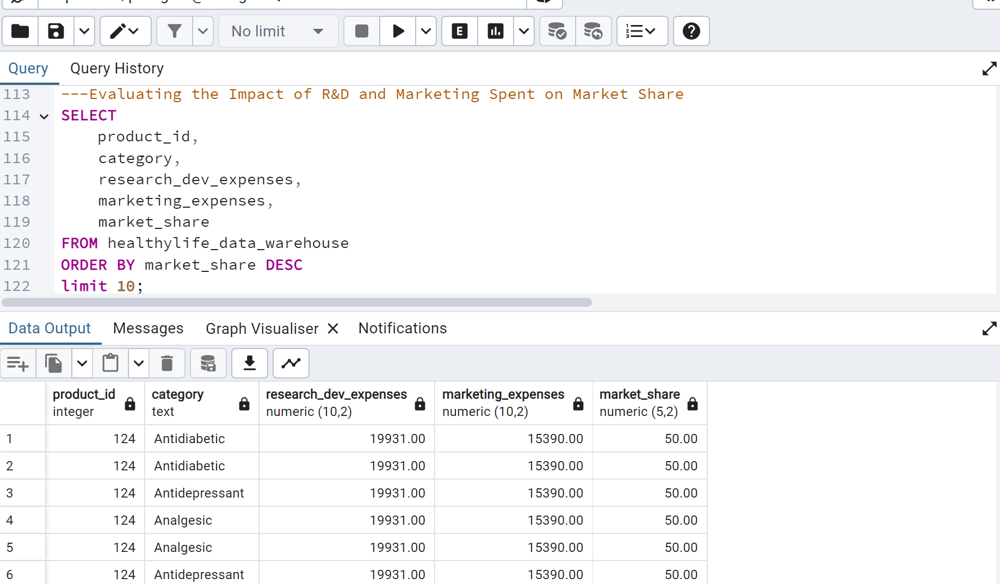 No limit
E
Query Query History
113 ---Evaluating the Impact of R&D and Marketing Spent on Market Share
114 SELECT
115 product_id,
116 category,
117 research_dev_expenses,
118 marketing_expenses,
119 market_share
120 FROM healthylife_data_warehouse
121 ORDER BY market_share DESC
122 limit 10;
Data Output Messages Graph Visualiser Notifications
product_id category research_dev_expenses marketing_expenses market_share
integer text numeric (10,2) numeric (10,2) numeric (5,2)
1 124 Antidiabetic 19931.00 15390.00 50.00
2 124 Antidiabetic 19931.00 15390.00 50.00
3 124 Antidepressant 19931.00 15390.00 50.00
4 124 Analgesic 19931.00 15390.00 50.00
5 124 Analgesic 19931.00 15390.00 50.00
6 124 Antidepressant 19931.00 15390.00 50.00